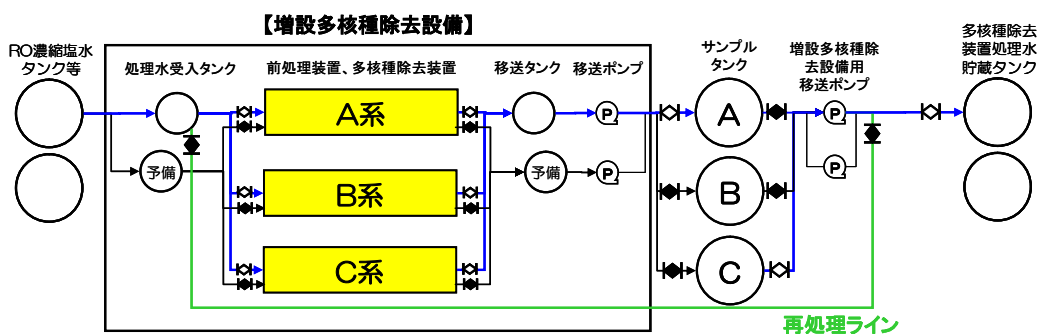 【増設多核種除去設備】
RO濃縮塩水
タンク等
処理水受入タンク
前処理装置、多核種除去装置
移送タンク
移送ポンプ
サンプル
タンク
増設多核種除
去設備用
移送ポンプ
多核種除去
装置処理水
貯蔵タンク
A系
P
A
P
予備
予備
P
P
B系
B
C系
C
再処理ライン